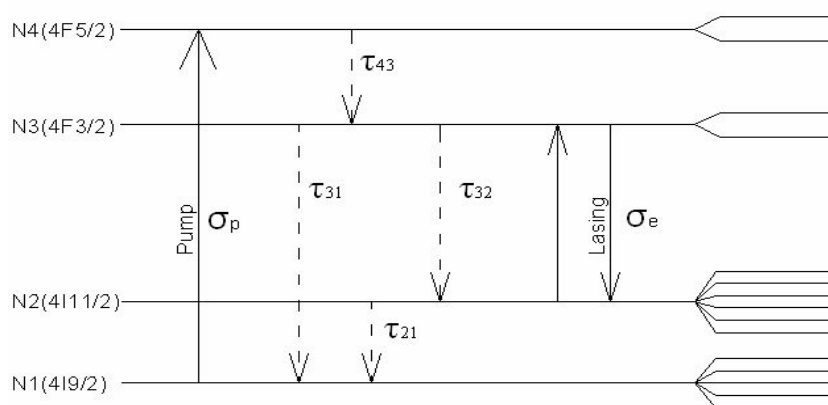 N4(4F5/2)
τ43
N3(4F3/2)
τ31
τ32
σp
Pump
Lasing
σe
N2(4I11/2)
τ21
N1(4I9/2)